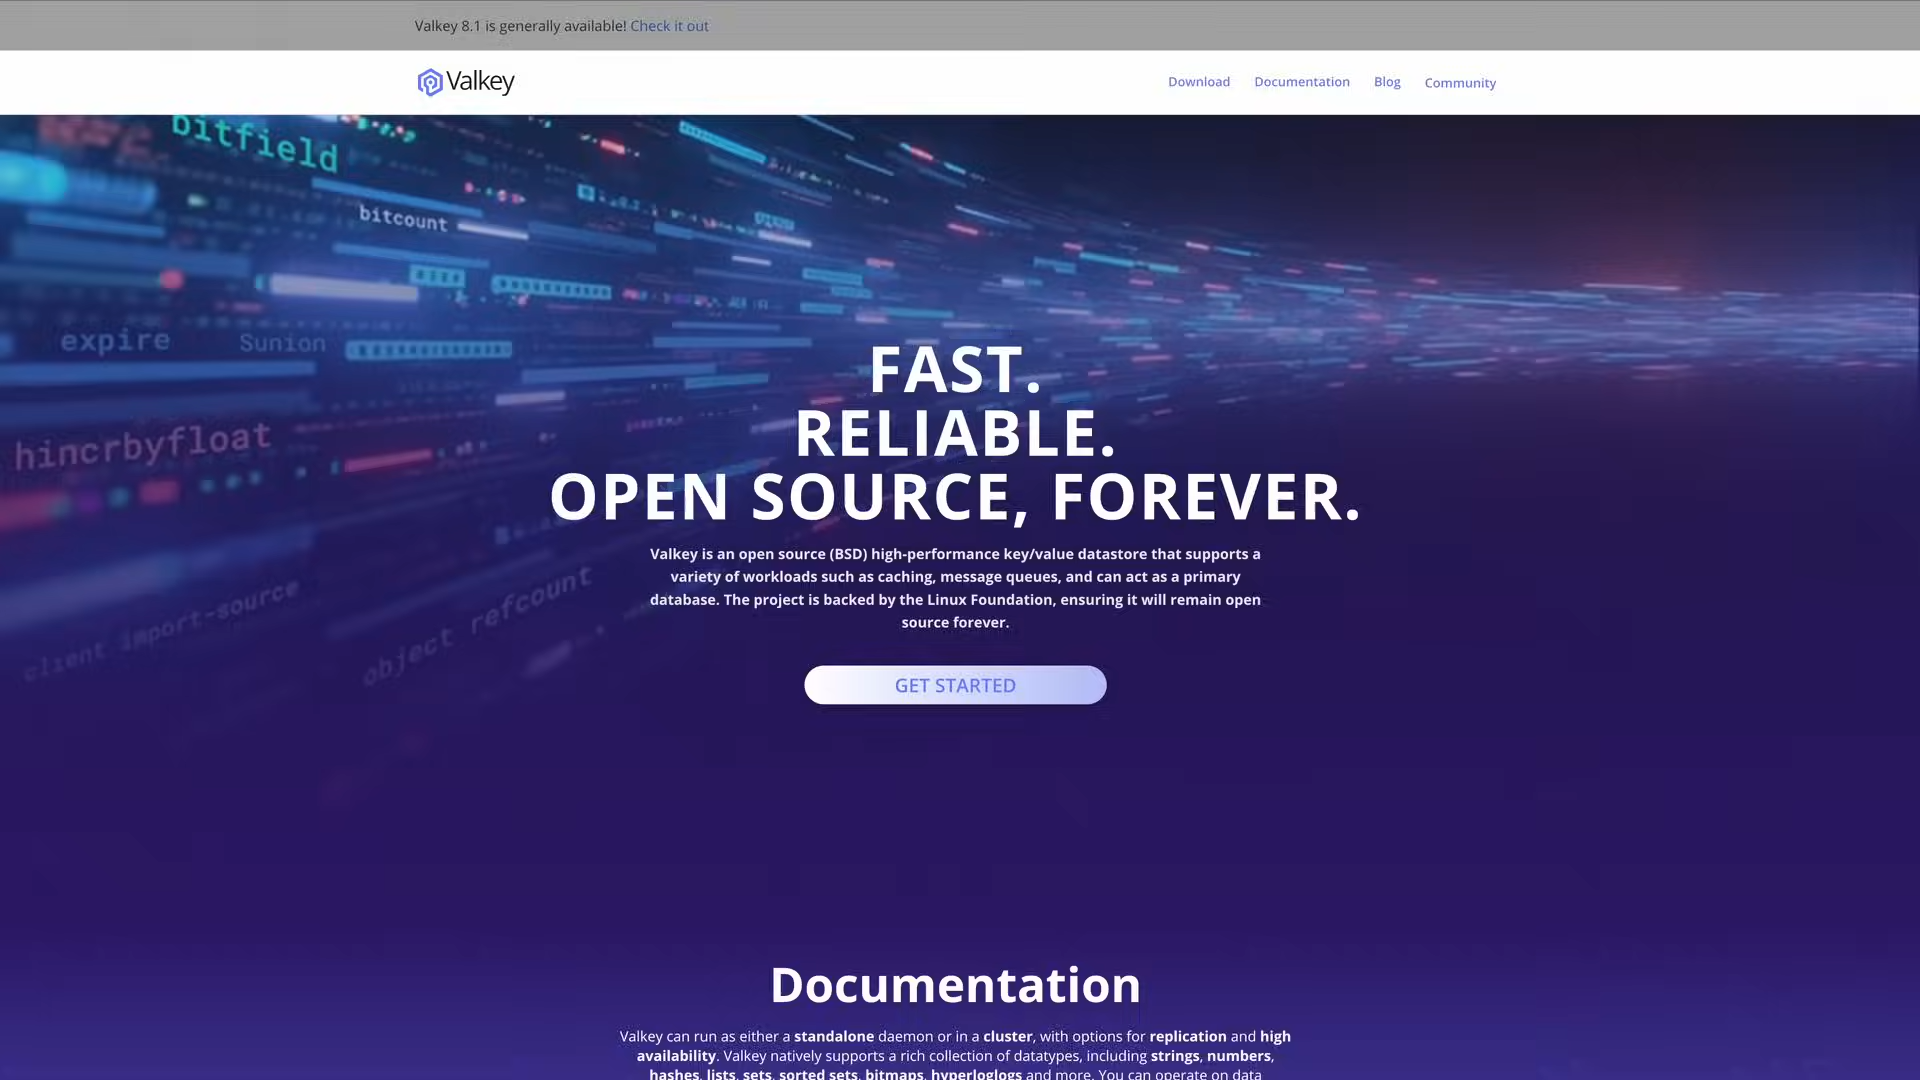 Valkey 8.1 is generally available! Check it out
Valkey
Download Documentation Blog Community
bitfield
bitcount
expire
Sunion
hincrbyfloat
client import-source
object refcount
FAST.
RELIABLE.
OPEN SOURCE, FOREVER.
Valkey is an open source (BSD) high-performance key/value datastore that supports a
variety of workloads such as caching, message queues, and can act as a primary
database. The project is backed by the Linux Foundation, ensuring it will remain open
source forever.
GET STARTED
Documentation
Valkey can run as either a standalone daemon or in a cluster, with options for replication and high
availability. Valkey natively supports a rich collection of datatypes, including strings, numbers,
hashes, lists, sets, sorted sets, bitmaps, hyperloglogs and more. You can operate on data